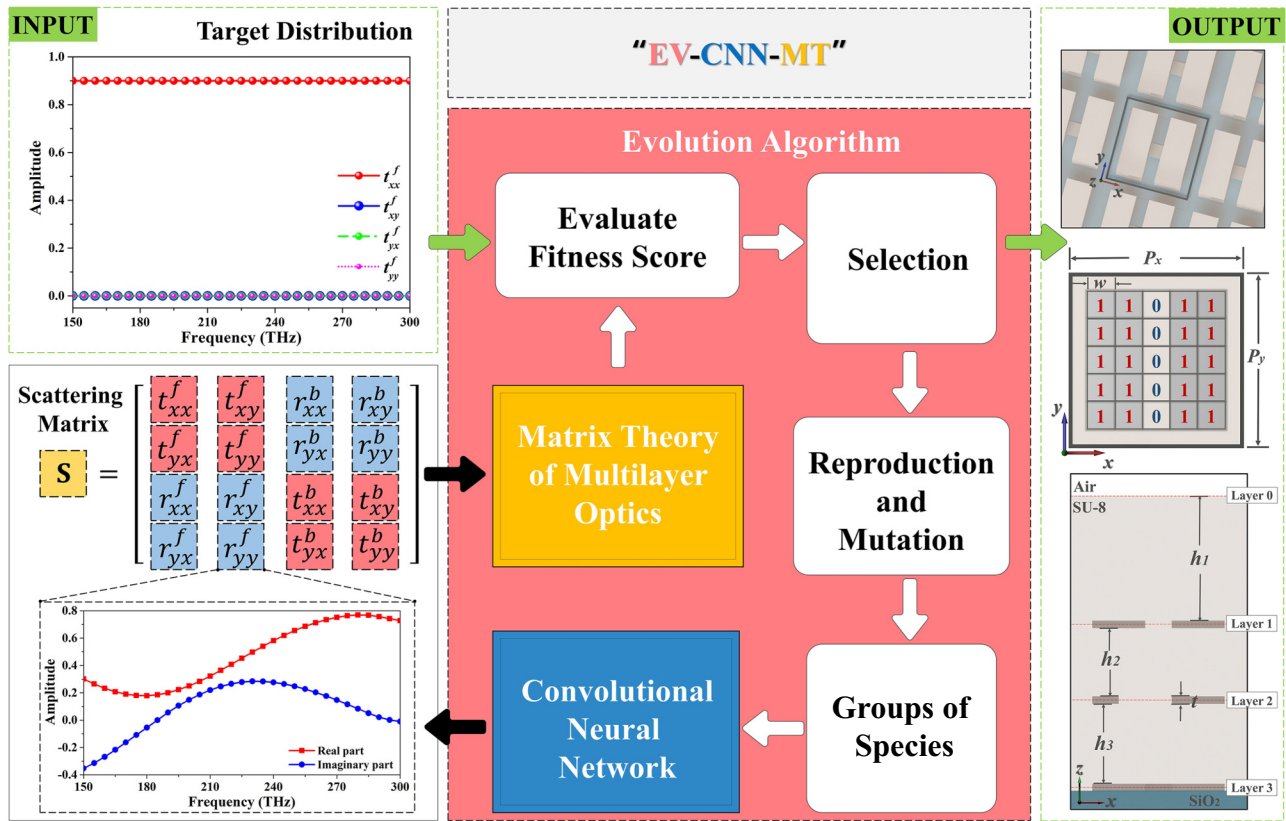 INPUT
Target Distribution
Amplitude
1.0
0.8
0.6
0.4
0.2
0.0
t_xx^f
t_xy^f
t_yx^f
t_yy^f
150 180 210 240 270 300
Frequency (THz)
Scattering
Matrix
S =
t_xx^f t_xy^f r_xx^b r_xy^b
t_yx^f t_yy^f r_yx^b r_yy^b
r_xx^f r_xy^f t_xx^b t_xy^b
r_yx^f r_yy^f t_yx^b t_yy^b
Amplitude
0.8
0.6
0.4
0.2
0.0
-0.2
-0.4
Real part
Imaginary part
150 180 210 240 270 300
Frequency (THz)
“EV-CNN-MT”
Evolution Algorithm
Evaluate
Fitness Score
Selection
Matrix Theory
of Multilayer
Optics
Reproduction
and
Mutation
Convolutional
Neural
Network
Groups of
Species
OUTPUT
y
z
x
P_x
w
1 1 0 1 1
1 1 0 1 1
1 1 0 1 1
1 1 0 1 1
1 1 0 1 1
P_y
y
x
Air
Layer 0
SU-8
h1
Layer 1
h2
Layer 2
t
h3
z
Layer 3
x
SiO₂